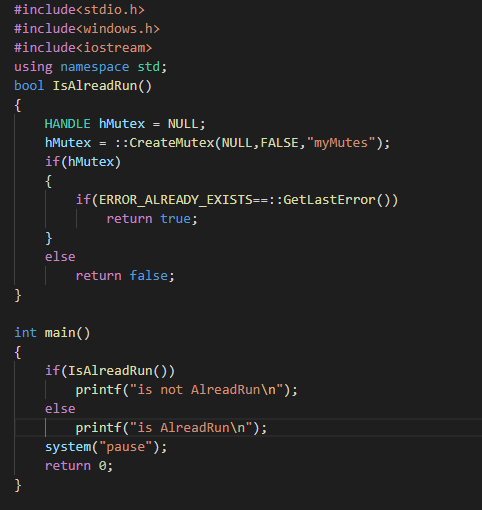 #include<stdio.h>
#include<windows.h>
#include<iostream>
using namespace std;
bool IsAlreadRun()
{
    HANDLE hMutex = NULL;
    hMutex = ::CreateMutex(NULL,FALSE,"myMutes");
    if(hMutex)
    {
        if(ERROR_ALREADY_EXISTS==::GetLastError())
            return true;
    }
    else
        return false;
}

int main()
{
    if(IsAlreadRun())
        printf("is not AlreadRun\n");
    else
        printf("is AlreadRun\n");
    system("pause");
    return 0;
}